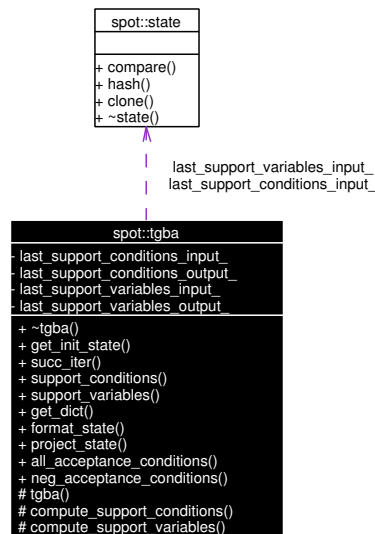 spot::state
+ compare()
+ hash()
+ clone()
+ ~state()
last_support_variables_input_
last_support_conditions_input_
spot::tgba
- last_support_conditions_input_
- last_support_conditions_output_
- last_support_variables_input_
- last_support_variables_output_
+ ~tgba()
+ get_init_state()
+ succ_iter()
+ support_conditions()
+ support_variables()
+ get_dict()
+ format_state()
+ project_state()
+ all_acceptance_conditions()
+ neg_acceptance_conditions()
# tgba()
# compute_support_conditions()
# compute_support_variables()